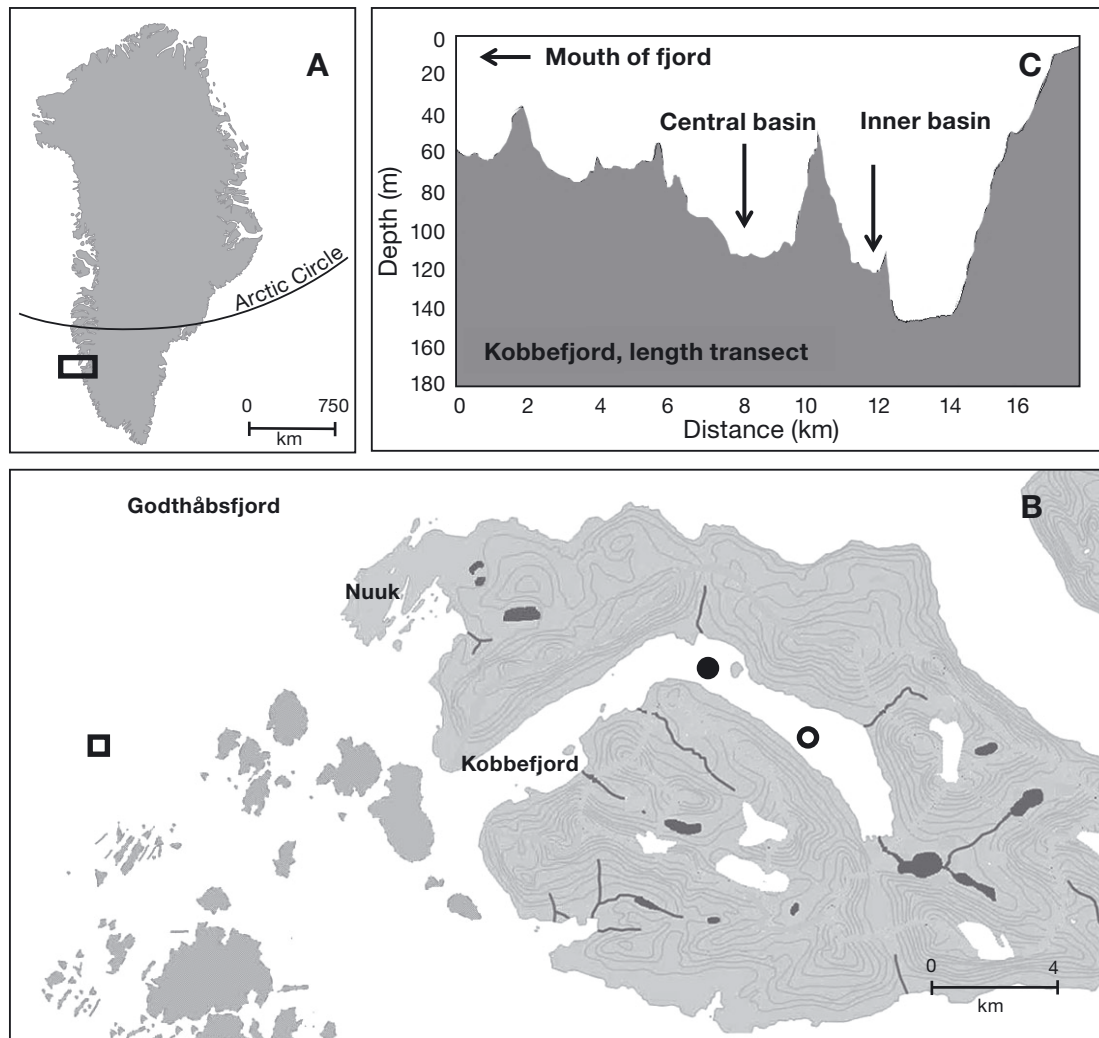 A
Arctic Circle
0 750
km
C
Mouth of fjord
Central basin
Inner basin
Depth (m)
0
20
40
60
80
100
120
140
160
180
Kobbefjord, length transect
0 2 4 6 8 10 12 14 16
Distance (km)
B
Godthåbsfjord
Nuuk
Kobbefjord
0 4
km